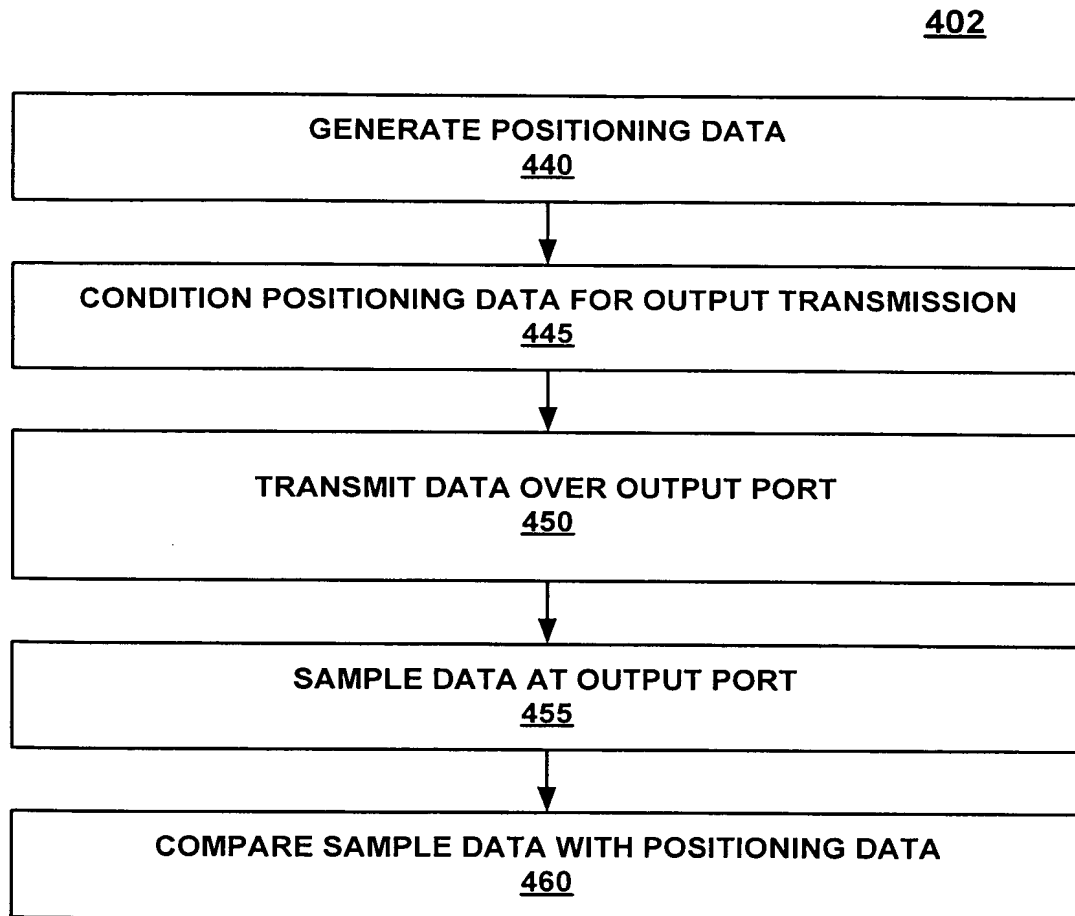 402
GENERATE POSITIONING DATA
440
CONDITION POSITIONING DATA FOR OUTPUT TRANSMISSION
445
TRANSMIT DATA OVER OUTPUT PORT
450
SAMPLE DATA AT OUTPUT PORT
455
COMPARE SAMPLE DATA WITH POSITIONING DATA
460